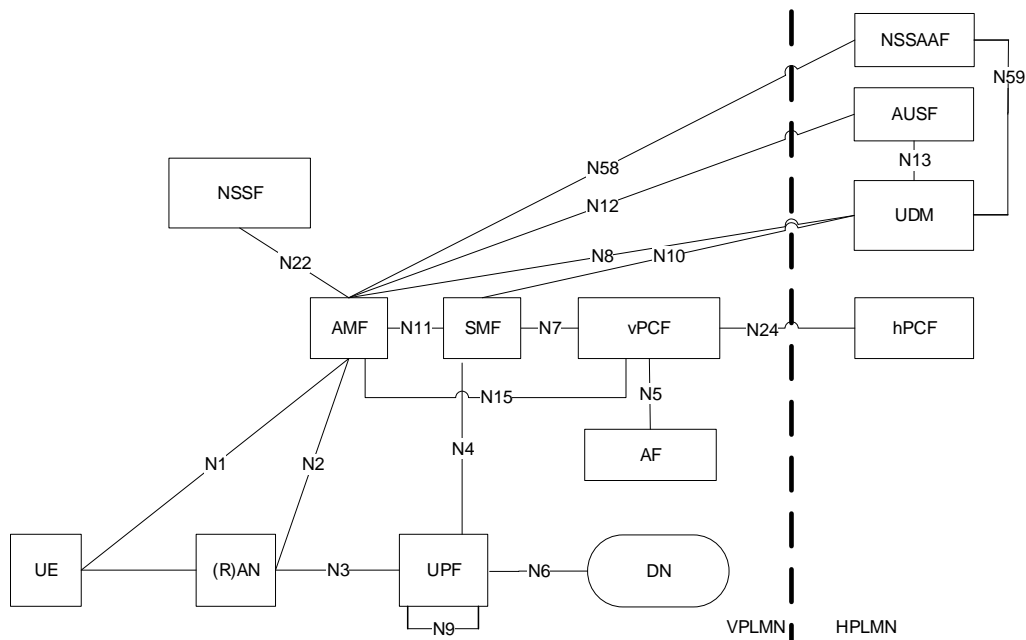 NSSAAF
N59
AUSF
N13
NSSF
N58
N12
UDM
N22
N8
N10
AMF
N11
SMF
N7
vPCF
N24
hPCF
N15
N5
N4
AF
N1
N2
UE
(R)AN
N3
UPF
N6
DN
N9
VPLMN
HPLMN